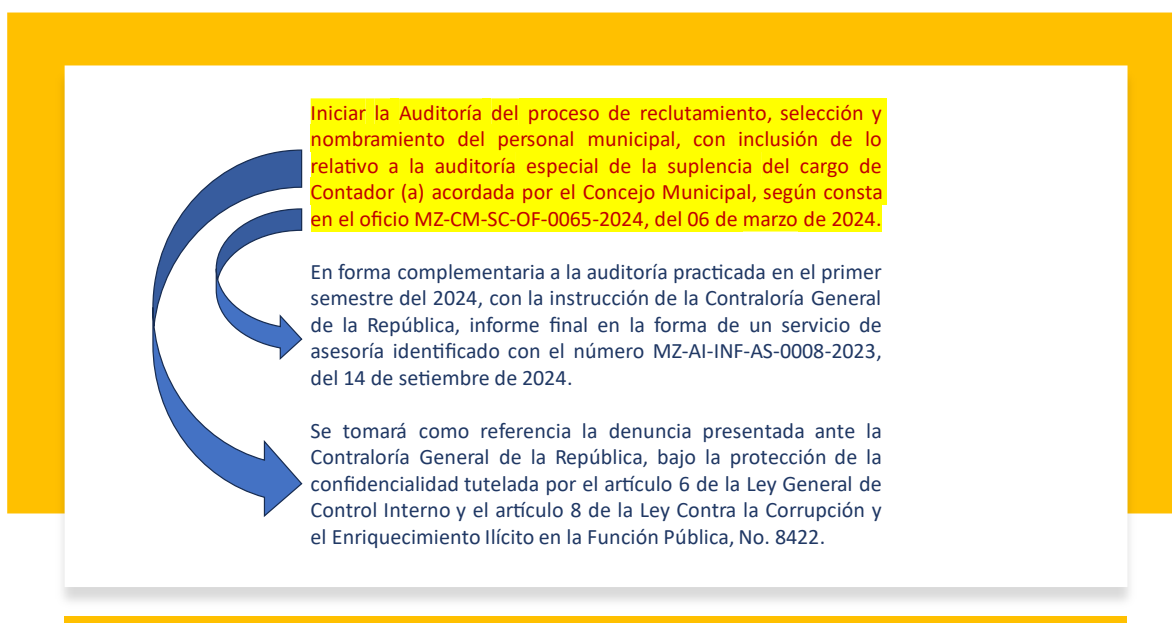 Iniciar la Auditoría del proceso de reclutamiento, selección y
nombramiento del personal municipal, con inclusión de lo
relativo a la auditoría especial de la suplencia del cargo de
Contador (a) acordada por el Concejo Municipal, según consta
en el oficio MZ-CM-SC-OF-0065-2024, del 06 de marzo de 2024.
En forma complementaria a la auditoría practicada en el primer
semestre del 2024, con la instrucción de la Contraloría General
de la República, informe final en la forma de un servicio de
asesoría identificado con el número MZ-AI-INF-AS-0008-2023,
del 14 de setiembre de 2024.
Se tomará como referencia la denuncia presentada ante la
Contraloría General de la República, bajo la protección de la
confidencialidad tutelada por el artículo 6 de la Ley General de
Control Interno y el artículo 8 de la Ley Contra la Corrupción y
el Enriquecimiento Ilícito en la Función Pública, No. 8422.